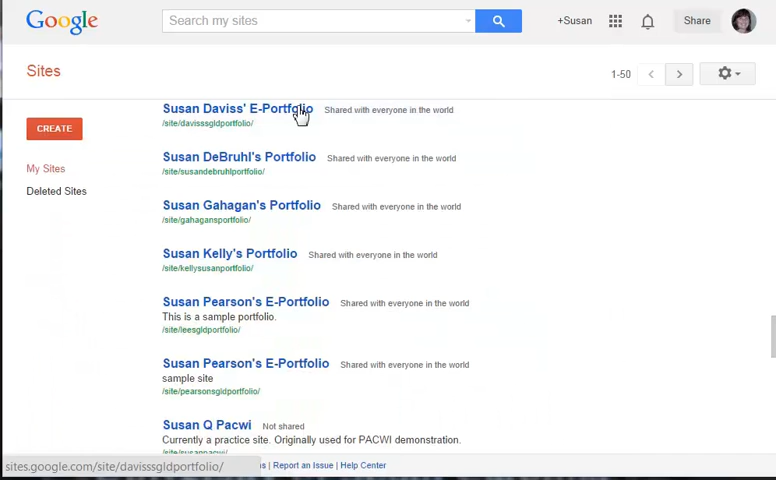 Google Search my sites +Susan Share
Sites 1-50
Susan Daviss' E-Portfolio Shared with everyone in the world
/site/davisssgldportfolio/
CREATE
Susan DeBruhl's Portfolio Shared with everyone in the world
/site/susandebruhlportfolio/
My Sites
Deleted Sites
Susan Gahagan's Portfolio Shared with everyone in the world
/site/gahagansportfolio/
Susan Kelly's Portfolio Shared with everyone in the world
/site/kellysusanportfolio/
Susan Pearson's E-Portfolio Shared with everyone in the world
This is a sample portfolio.
/site/leesgldportfolio/
Susan Pearson's E-Portfolio Shared with everyone in the world
sample site
/site/pearsonsgldportfolio/
Susan Q Pacwi Not shared
Currently a practice site. Originally used for PACWI demonstration.
/site/susanpacwi/
sites.google.com/site/davisssgldportfolio/ | Report an Issue | Help Center